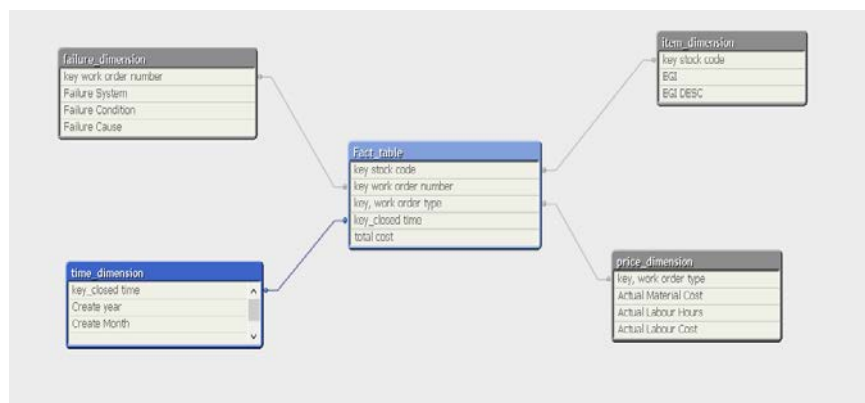 failure_dimension
key work order number
Failure System
Failure Condition
Failure Cause
item_dimension
key stock code
EGI
EGI DESC
Fact_table
key stock code
key work order number
key, work order type
key_closed time
total cost
time_dimension
key_closed time
Create year
Create Month
price_dimension
key, work order type
Actual Material Cost
Actual Labour Hours
Actual Labour Cost